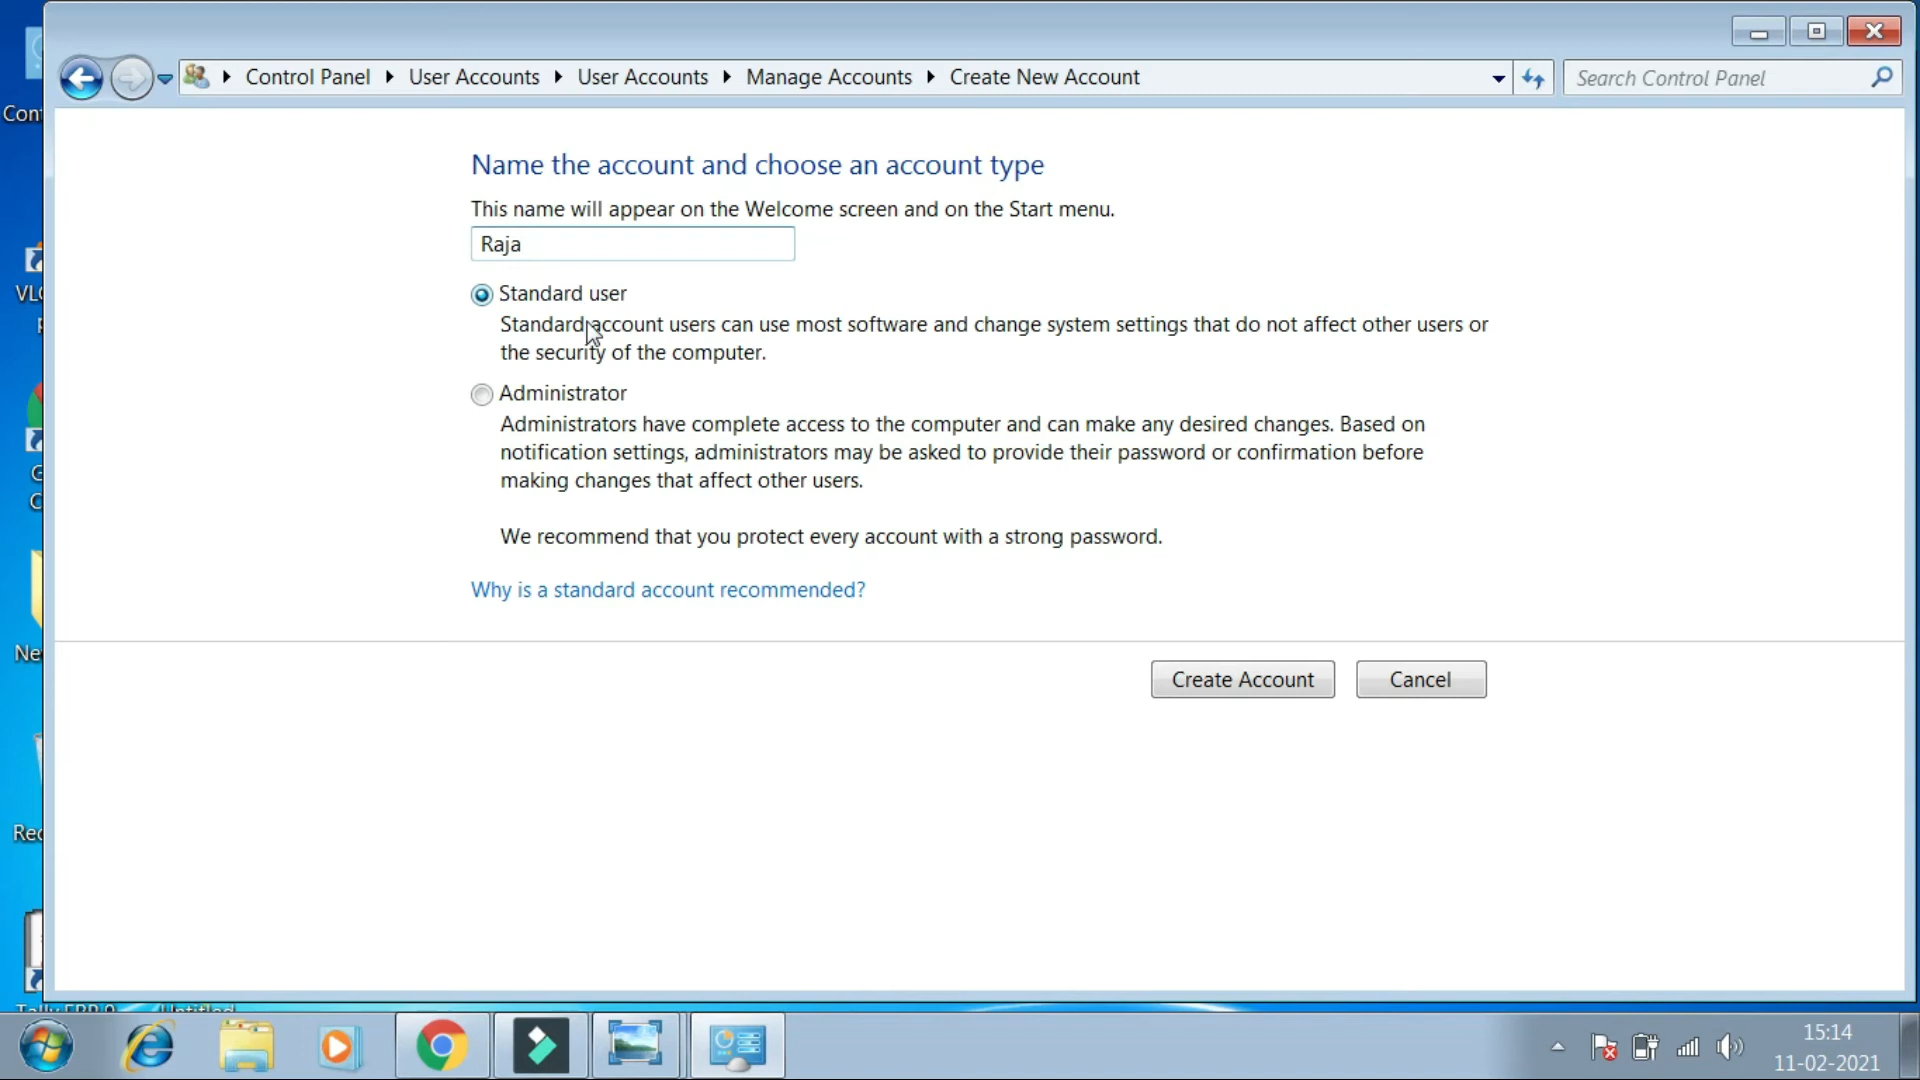 Control Panel User Accounts User Accounts Manage Accounts Create New Account
Search Control Panel
Name the account and choose an account type
This name will appear on the Welcome screen and on the Start menu.
Raja
Standard user
Standard account users can use most software and change system settings that do not affect other users or
the security of the computer.
Administrator
Administrators have complete access to the computer and can make any desired changes. Based on
notification settings, administrators may be asked to provide their password or confirmation before
making changes that affect other users.
We recommend that you protect every account with a strong password.
Why is a standard account recommended?
Create Account
Cancel
Cont
VLC
p
G
C
Ne
Rec
15:14
11-02-2021